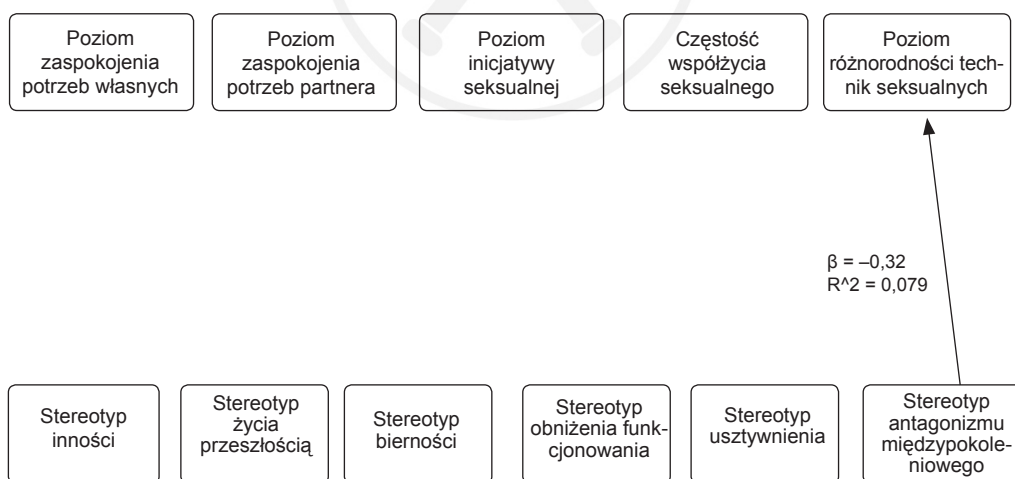 Poziom
zaspokojenia
potrzeb własnych
Poziom
zaspokojenia
potrzeb partnera
Poziom
inicjatywy
seksualnej
Częstość
współżycia
seksualnego
Poziom
różnorodności tech-
nik seksualnych
β = –0,32
R^2 = 0,079
Stereotyp
inności
Stereotyp
życia
przeszłością
Stereotyp
bierności
Stereotyp
obniżenia funk-
cjonowania
Stereotyp
usztywnienia
Stereotyp
antagonizmu
międzypokole-
niowego